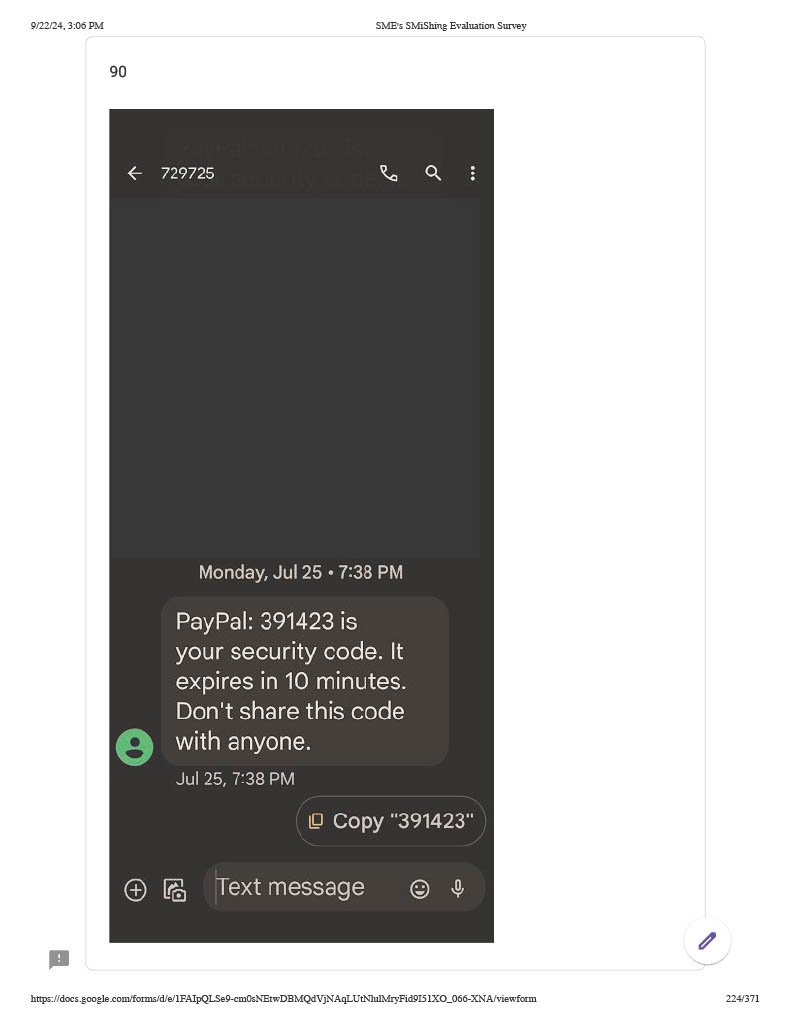 9/22/24, 3:06 PM SME's SMiShing Evaluation Survey
90
729725
Monday, Jul 25 • 7:38 PM
PayPal: 391423 is
your security code. It
expires in 10 minutes.
Don't share this code
with anyone.
Jul 25, 7:38 PM
Copy "391423"
Text message
https://docs.google.com/forms/d/e/1FAIpQLSe9-cm0sNEtwDBMQdVjNAqLUtNlulMryFid9I51XO_066-XNA/viewform 224/371